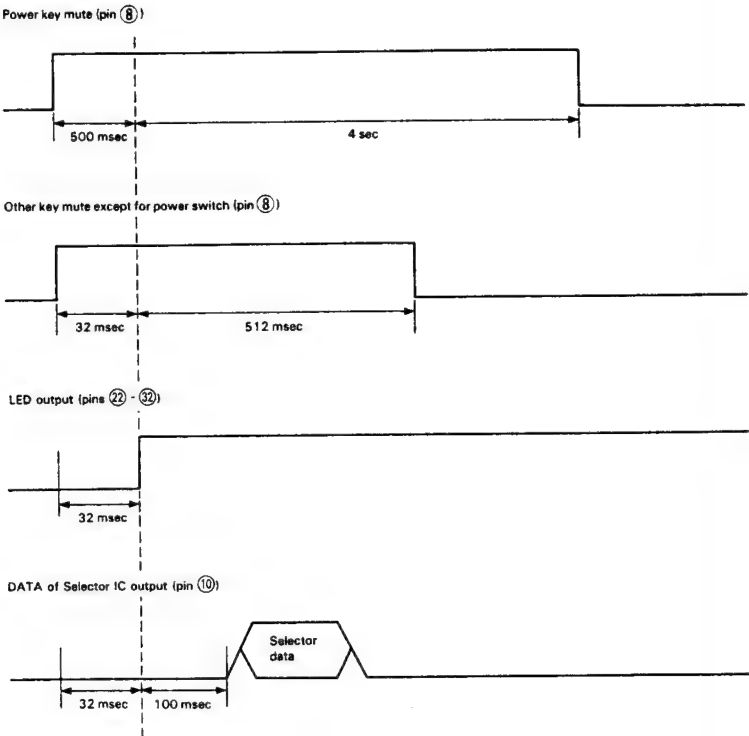 Power key mute (pin ⑧)
500 msec
4 sec
Other key mute except for power switch (pin ⑧)
32 msec
512 msec
LED output (pins ㉒ - ㉜)
32 msec
DATA of Selector IC output (pin ⑩)
Selector
data
32 msec
100 msec